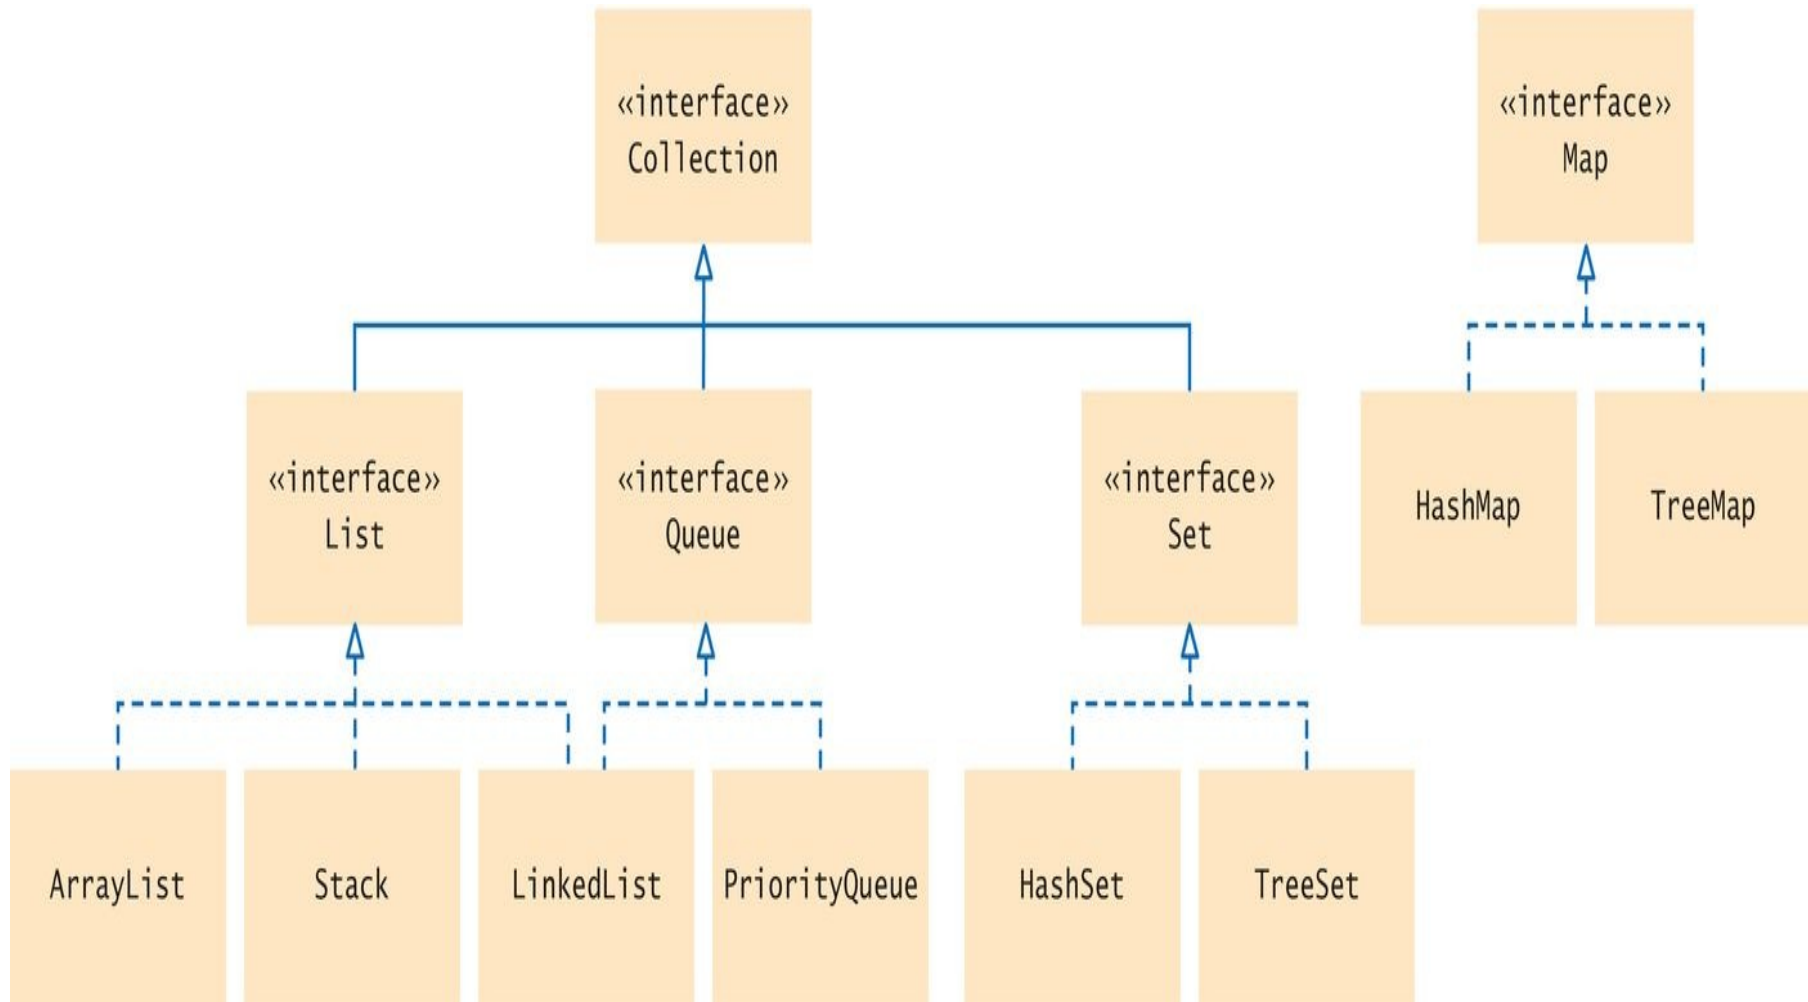 «interface»
Collection
«interface»
Map
«interface»
List
«interface»
Queue
«interface»
Set
HashMap
TreeMap
ArrayList
Stack
LinkedList
PriorityQueue
HashSet
TreeSet